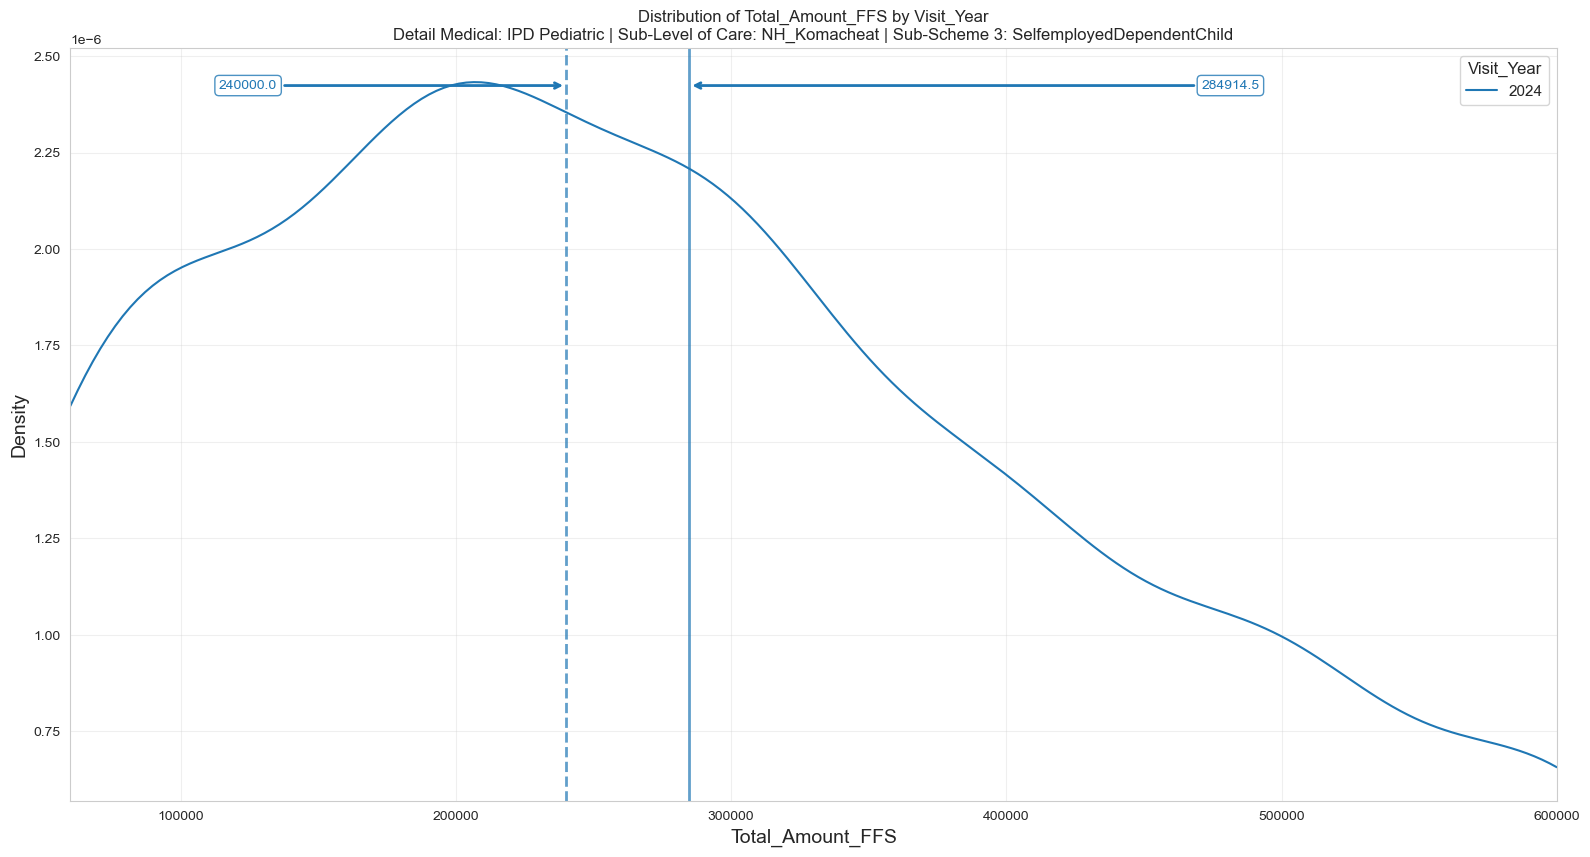 Distribution of Total_Amount_FFS by Visit_Year
Detail Medical: IPD Pediatric | Sub-Level of Care: NH_Komacheat | Sub-Scheme 3: SelfemployedDependentChild
1e−6
2.50
2.25
2.00
1.75
1.50
1.25
1.00
0.75
Density
240000.0
284914.5
Visit_Year
2024
100000
200000
300000
400000
500000
600000
Total_Amount_FFS